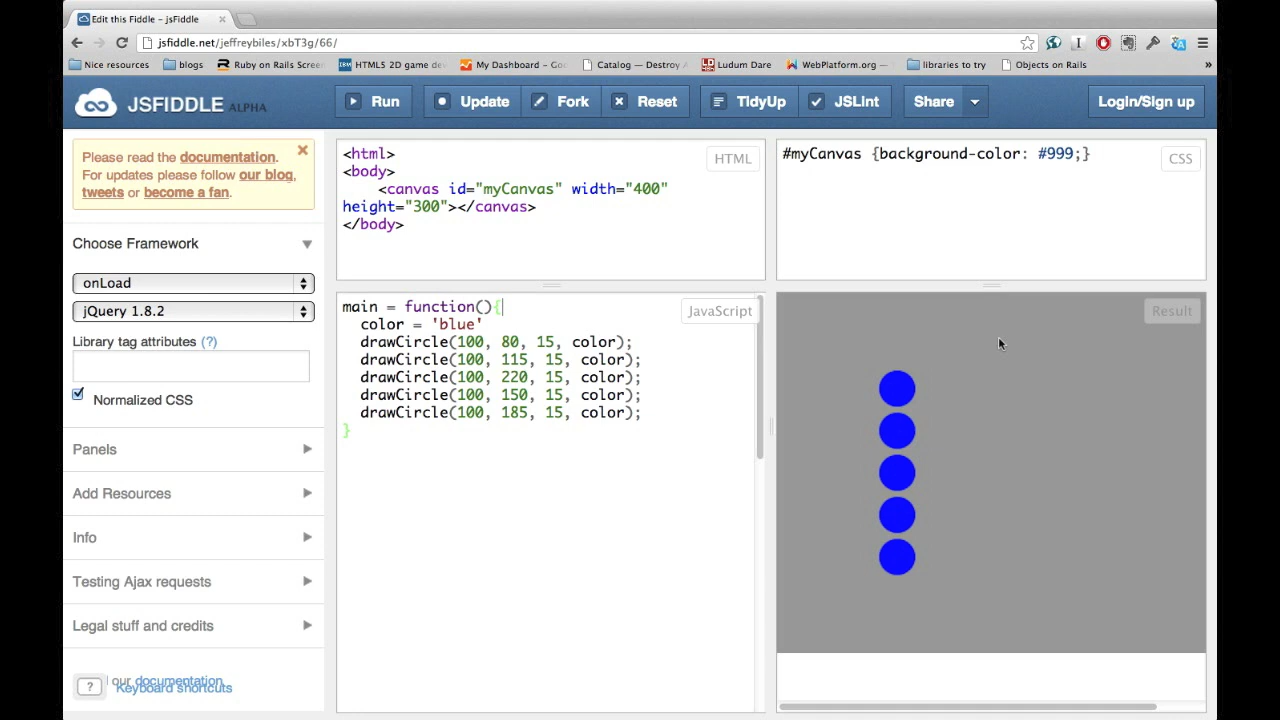 Edit this Fiddle - jsFiddle
jsfiddle.net/jeffreybiles/xbT3g/66/
Nice resources blogs Ruby on Rails Screen HTML5 2D game de My Dashboard - Go Catalog — Destroy A Ludum Dare WebPlatform.org — libraries to try Objects on Rails »
JSFIDDLE ALPHA Run Update Fork Reset TidyUp JSLint Share Login/Sign up
Please read the documentation.
For updates please follow our blog,
tweets or become a fan.
Choose Framework
onLoad
jQuery 1.8.2
Library tag attributes (?)
Normalized CSS
Panels
Add Resources
Info
Testing Ajax requests
Legal stuff and credits
our documentation.
? Keyboard shortcuts
HTML
<html>
<body>
<canvas id="myCanvas" width="400"
height="300"></canvas>
</body>
CSS
#myCanvas {background-color: #999;}
JavaScript
main = function(){
color = 'blue'
drawCircle(100, 80, 15, color);
drawCircle(100, 115, 15, color);
drawCircle(100, 220, 15, color);
drawCircle(100, 150, 15, color);
drawCircle(100, 185, 15, color);
}
Result